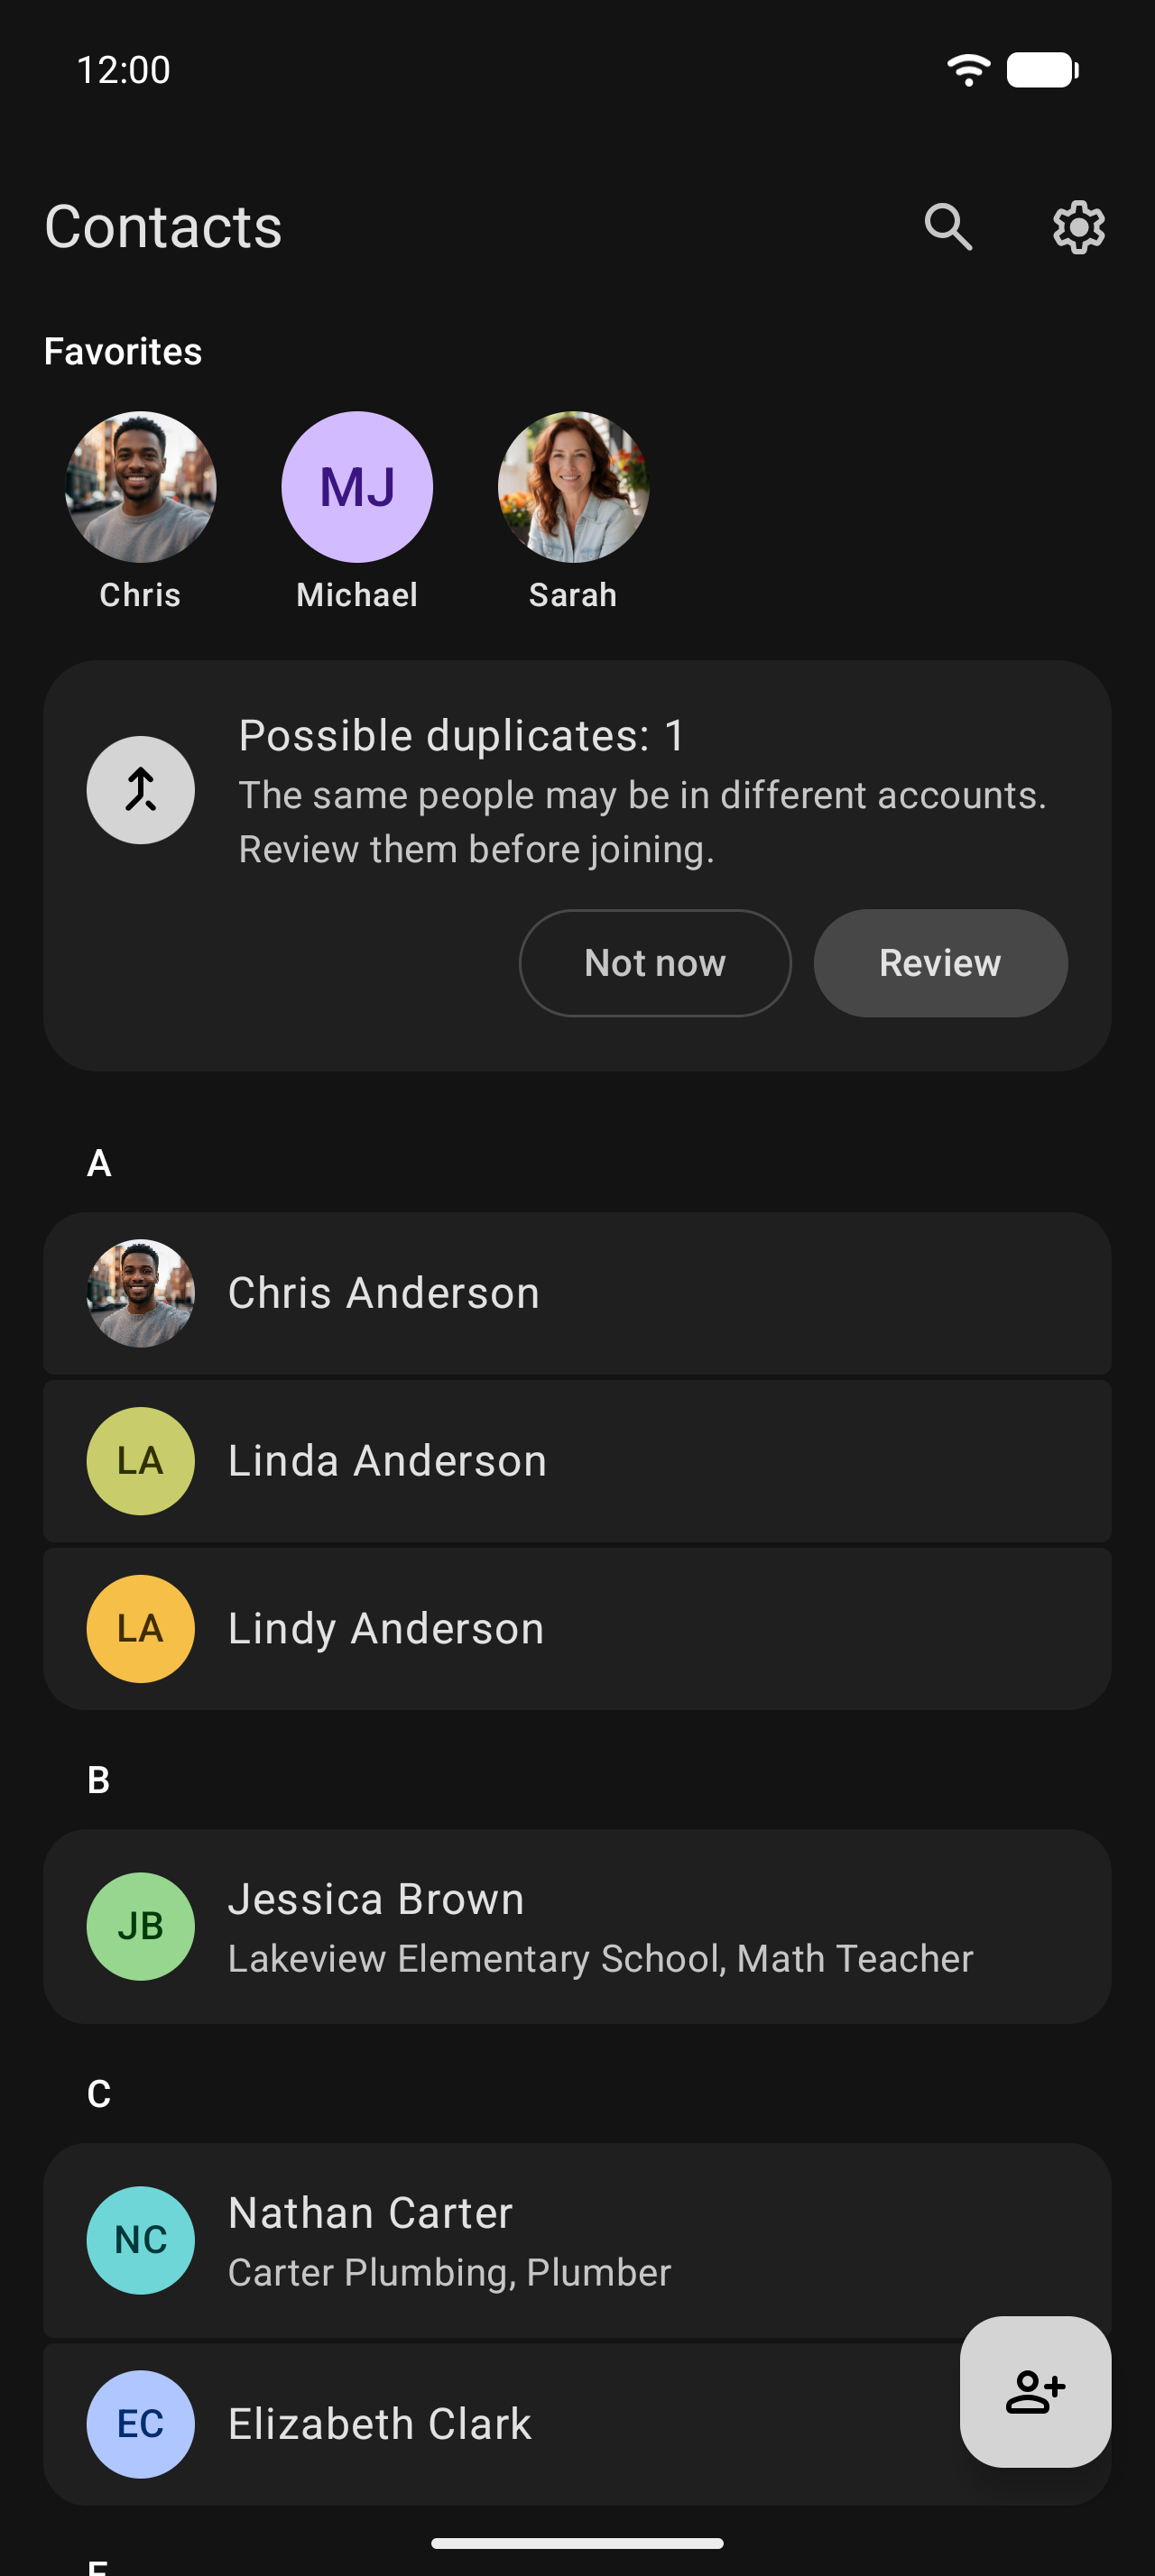 12:00
Contacts
Favorites
MJ
Chris
Michael
Sarah
Possible duplicates: 1
The same people may be in different accounts.
Review them before joining.
Not now
Review
A
Chris Anderson
LA
Linda Anderson
LA
Lindy Anderson
B
JB
Jessica Brown
Lakeview Elementary School, Math Teacher
C
NC
Nathan Carter
Carter Plumbing, Plumber
EC
Elizabeth Clark